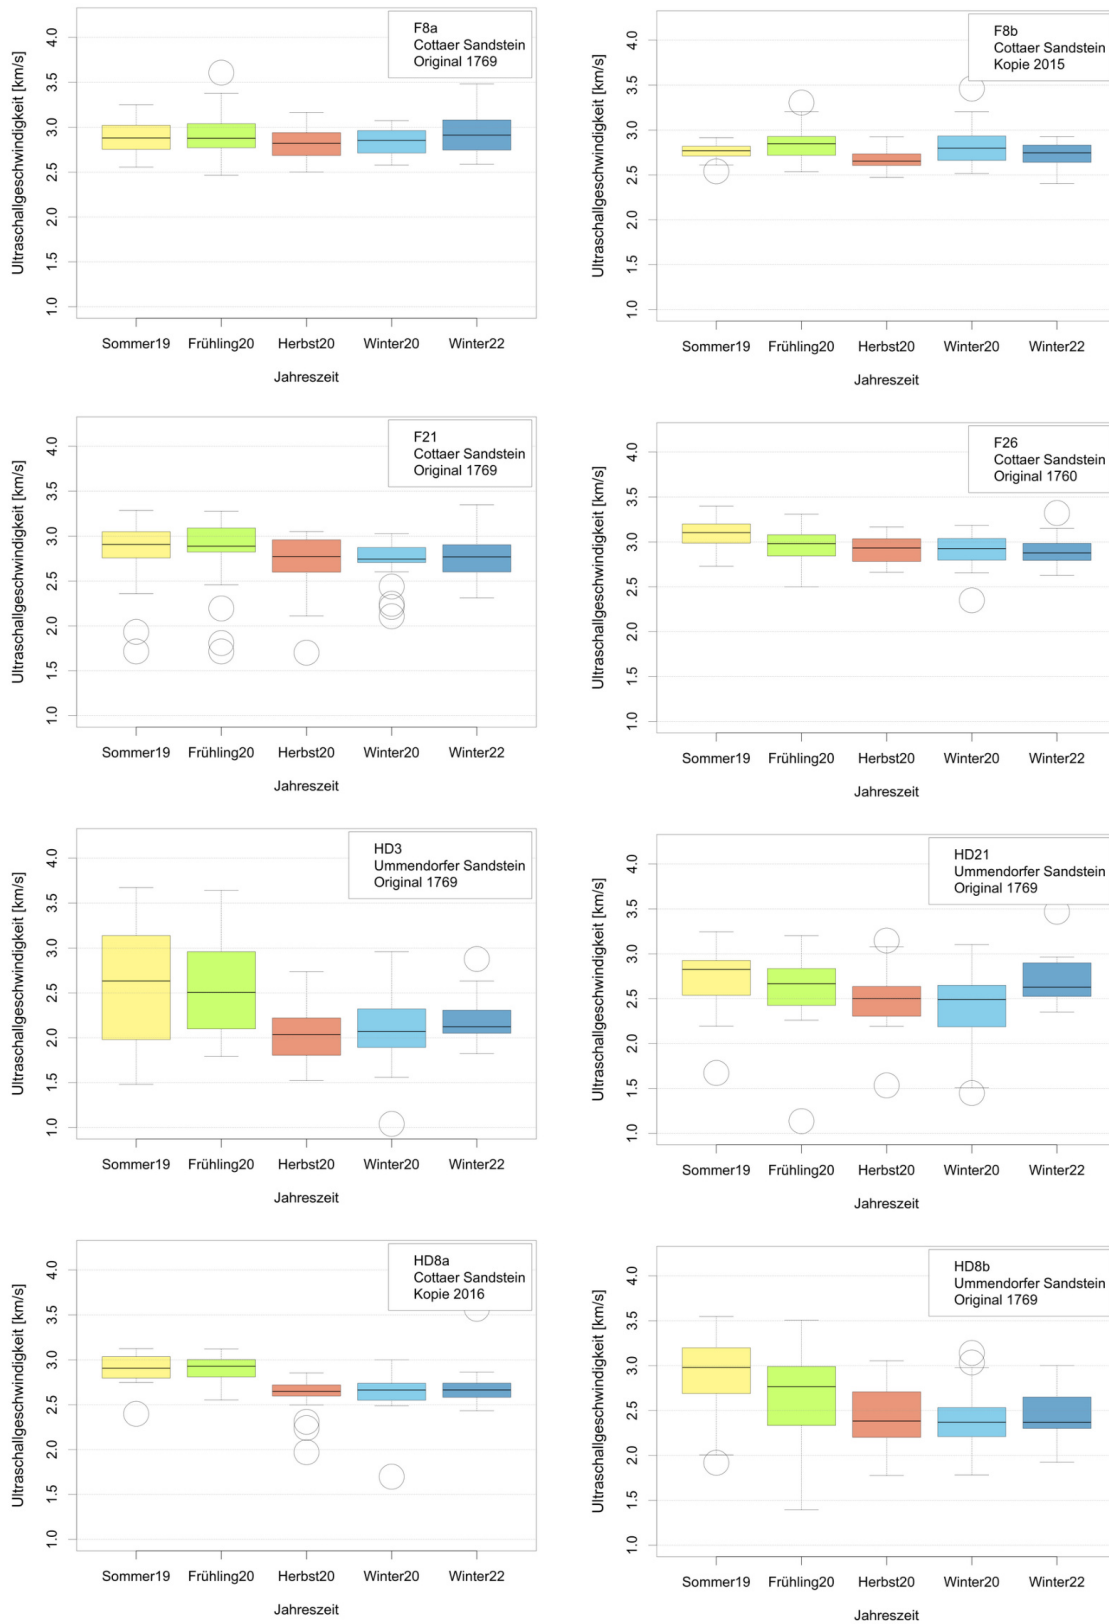 F8a
Cottaer Sandstein
Original 1769
Ultraschallgeschwindigkeit [km/s]
4.0
3.5
3.0
2.5
2.0
1.5
1.0
Sommer19 Frühling20 Herbst20 Winter20 Winter22
Jahreszeit
F8b
Cottaer Sandstein
Kopie 2015
Ultraschallgeschwindigkeit [km/s]
4.0
3.5
3.0
2.5
2.0
1.5
1.0
Sommer19 Frühling20 Herbst20 Winter20 Winter22
Jahreszeit
F21
Cottaer Sandstein
Original 1769
Ultraschallgeschwindigkeit [km/s]
4.0
3.5
3.0
2.5
2.0
1.5
1.0
Sommer19 Frühling20 Herbst20 Winter20 Winter22
Jahreszeit
F26
Cottaer Sandstein
Original 1760
Ultraschallgeschwindigkeit [km/s]
4.0
3.5
3.0
2.5
2.0
1.5
1.0
Sommer19 Frühling20 Herbst20 Winter20 Winter22
Jahreszeit
HD3
Ummendorfer Sandstein
Original 1769
Ultraschallgeschwindigkeit [km/s]
4.0
3.5
3.0
2.5
2.0
1.5
1.0
Sommer19 Frühling20 Herbst20 Winter20 Winter22
Jahreszeit
HD21
Ummendorfer Sandstein
Original 1769
Ultraschallgeschwindigkeit [km/s]
4.0
3.5
3.0
2.5
2.0
1.5
1.0
Sommer19 Frühling20 Herbst20 Winter20 Winter22
Jahreszeit
HD8a
Cottaer Sandstein
Kopie 2016
Ultraschallgeschwindigkeit [km/s]
4.0
3.5
3.0
2.5
2.0
1.5
1.0
Sommer19 Frühling20 Herbst20 Winter20 Winter22
Jahreszeit
HD8b
Ummendorfer Sandstein
Original 1769
Ultraschallgeschwindigkeit [km/s]
4.0
3.5
3.0
2.5
2.0
1.5
1.0
Sommer19 Frühling20 Herbst20 Winter20 Winter22
Jahreszeit